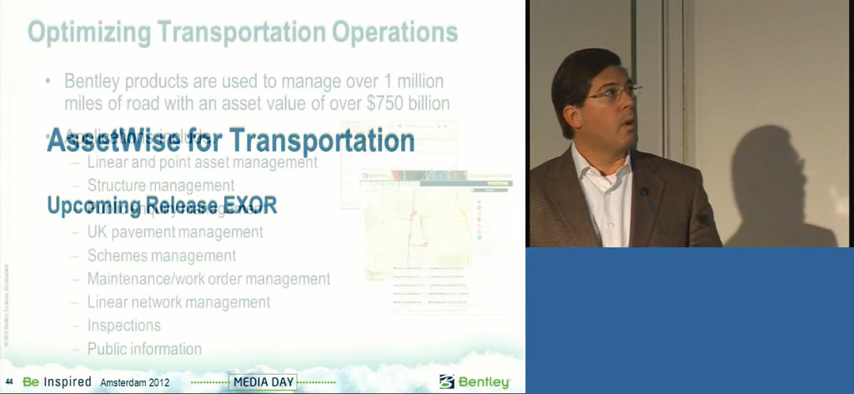 Optimizing Transportation Operations
• Bentley products are used to manage over 1 million
miles of road with an asset value of over $750 billion
• Applications include
AssetWise for Transportation
– Linear and point asset management
– Structure management
Upcoming Release EXOR
– UK pavement management
– Schemes management
– Maintenance/work order management
– Linear network management
– Inspections
– Public information
44 Be Inspired Amsterdam 2012 MEDIA DAY Bentley